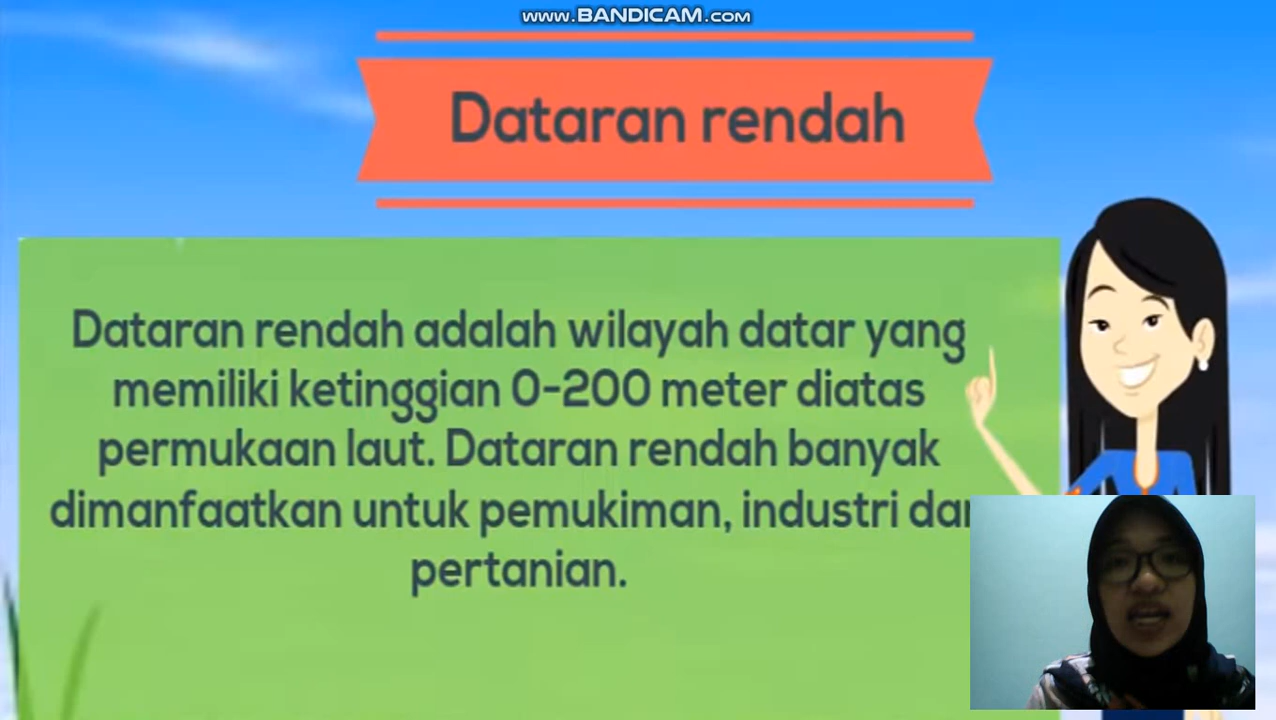 www.BANDICAM.com
Dataran rendah
Dataran rendah adalah wilayah datar yang
memiliki ketinggian 0-200 meter diatas
permukaan laut. Dataran rendah banyak
dimanfaatkan untuk pemukiman, industri dan
pertanian.